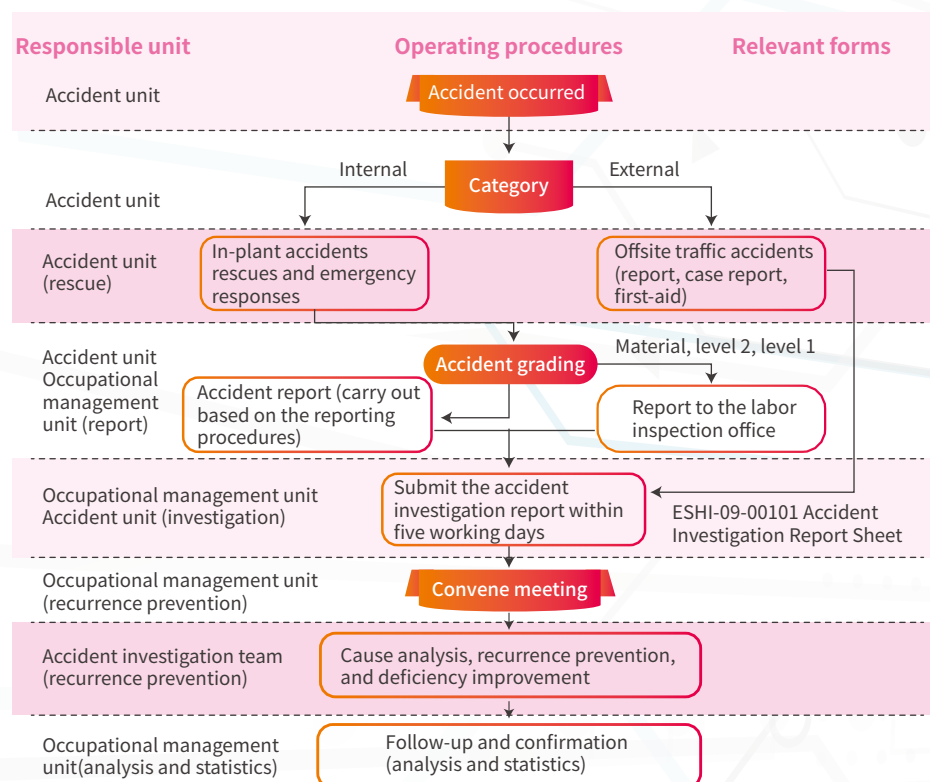 Responsible unit
Operating procedures
Relevant forms
Accident unit
Accident occurred
Internal
External
Category
Accident unit
Accident unit
(rescue)
In-plant accidents
rescues and emergency
responses
Offsite traffic accidents
(report, case report,
first-aid)
Accident unit
Occupational
management
unit (report)
Accident grading
Material, level 2, level 1
Accident report (carry out
based on the reporting
procedures)
Report to the labor
inspection office
Occupational management unit
Accident unit (investigation)
Submit the accident
investigation report within
five working days
ESHI-09-00101 Accident
Investigation Report Sheet
Occupational management unit
(recurrence prevention)
Convene meeting
Accident investigation team
(recurrence prevention)
Cause analysis, recurrence prevention,
and deficiency improvement
Occupational management
unit(analysis and statistics)
Follow-up and confirmation
(analysis and statistics)